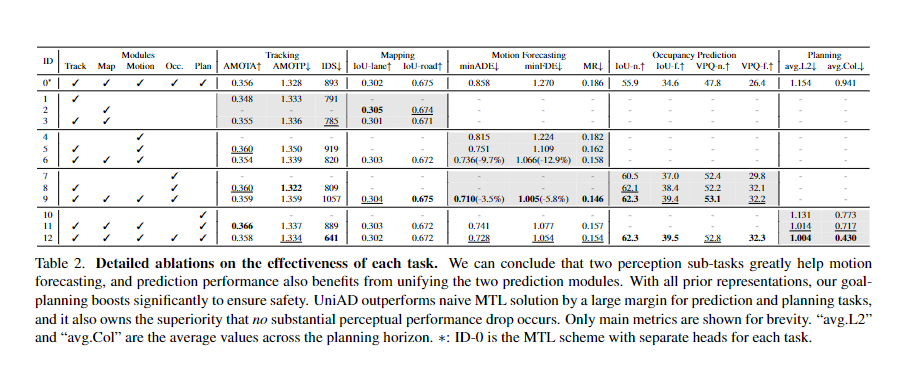 ID Modules Tracking Mapping Motion Forecasting Occupancy Prediction Planning
Track Map Motion Occ. Plan AMOTA↑ AMOTP↓ IDS↓ IoU-lane↑ IoU-road↑ minADE↓ minFDE↓ MR↓ IoU-n.↑ IoU-f.↑ VPQ-n.↑ VPQ-f.↑ avg.L2↓ avg.Col.↓
0* ✓ ✓ ✓ ✓ ✓ 0.356 1.328 893 0.302 0.675 0.858 1.270 0.186 55.9 34.6 47.8 26.4 1.154 0.941
1 ✓ 0.348 1.333 791 - - - - - - - - - - -
2 ✓ - - - 0.305 0.674 - - - - - - - - -
3 ✓ ✓ 0.355 1.336 785 0.301 0.671 - - - - - - - - -
4 ✓ - - - - - 0.815 1.224 0.182 - - - - - -
5 ✓ ✓ 0.360 1.350 919 - - 0.751 1.109 0.162 - - - - - -
6 ✓ ✓ ✓ 0.354 1.339 820 0.303 0.672 0.736(-9.7%) 1.066(-12.9%) 0.158 - - - - - -
7 ✓ - - - - - - - - 60.5 37.0 52.4 29.8 - -
8 ✓ ✓ 0.360 1.322 809 - - - - - 62.1 38.4 52.2 32.1 - -
9 ✓ ✓ ✓ ✓ 0.359 1.359 1057 0.304 0.675 0.710(-3.5%) 1.005(-5.8%) 0.146 62.3 39.4 53.1 32.2 - -
10 ✓ - - - - - - - - - - - - 1.131 0.773
11 ✓ ✓ ✓ ✓ 0.366 1.337 889 0.303 0.672 0.741 1.077 0.157 - - - - 1.014 0.717
12 ✓ ✓ ✓ ✓ ✓ 0.358 1.334 641 0.302 0.672 0.728 1.054 0.154 62.3 39.5 52.8 32.3 1.004 0.430
Table 2. Detailed ablations on the effectiveness of each task. We can conclude that two perception sub-tasks greatly help motion
forecasting, and prediction performance also benefits from unifying the two prediction modules. With all prior representations, our goal-
planning boosts significantly to ensure safety. UniAD outperforms naive MTL solution by a large margin for prediction and planning tasks,
and it also owns the superiority that no substantial perceptual performance drop occurs. Only main metrics are shown for brevity. “avg.L2”
and “avg.Col” are the average values across the planning horizon. ∗: ID-0 is the MTL scheme with separate heads for each task.